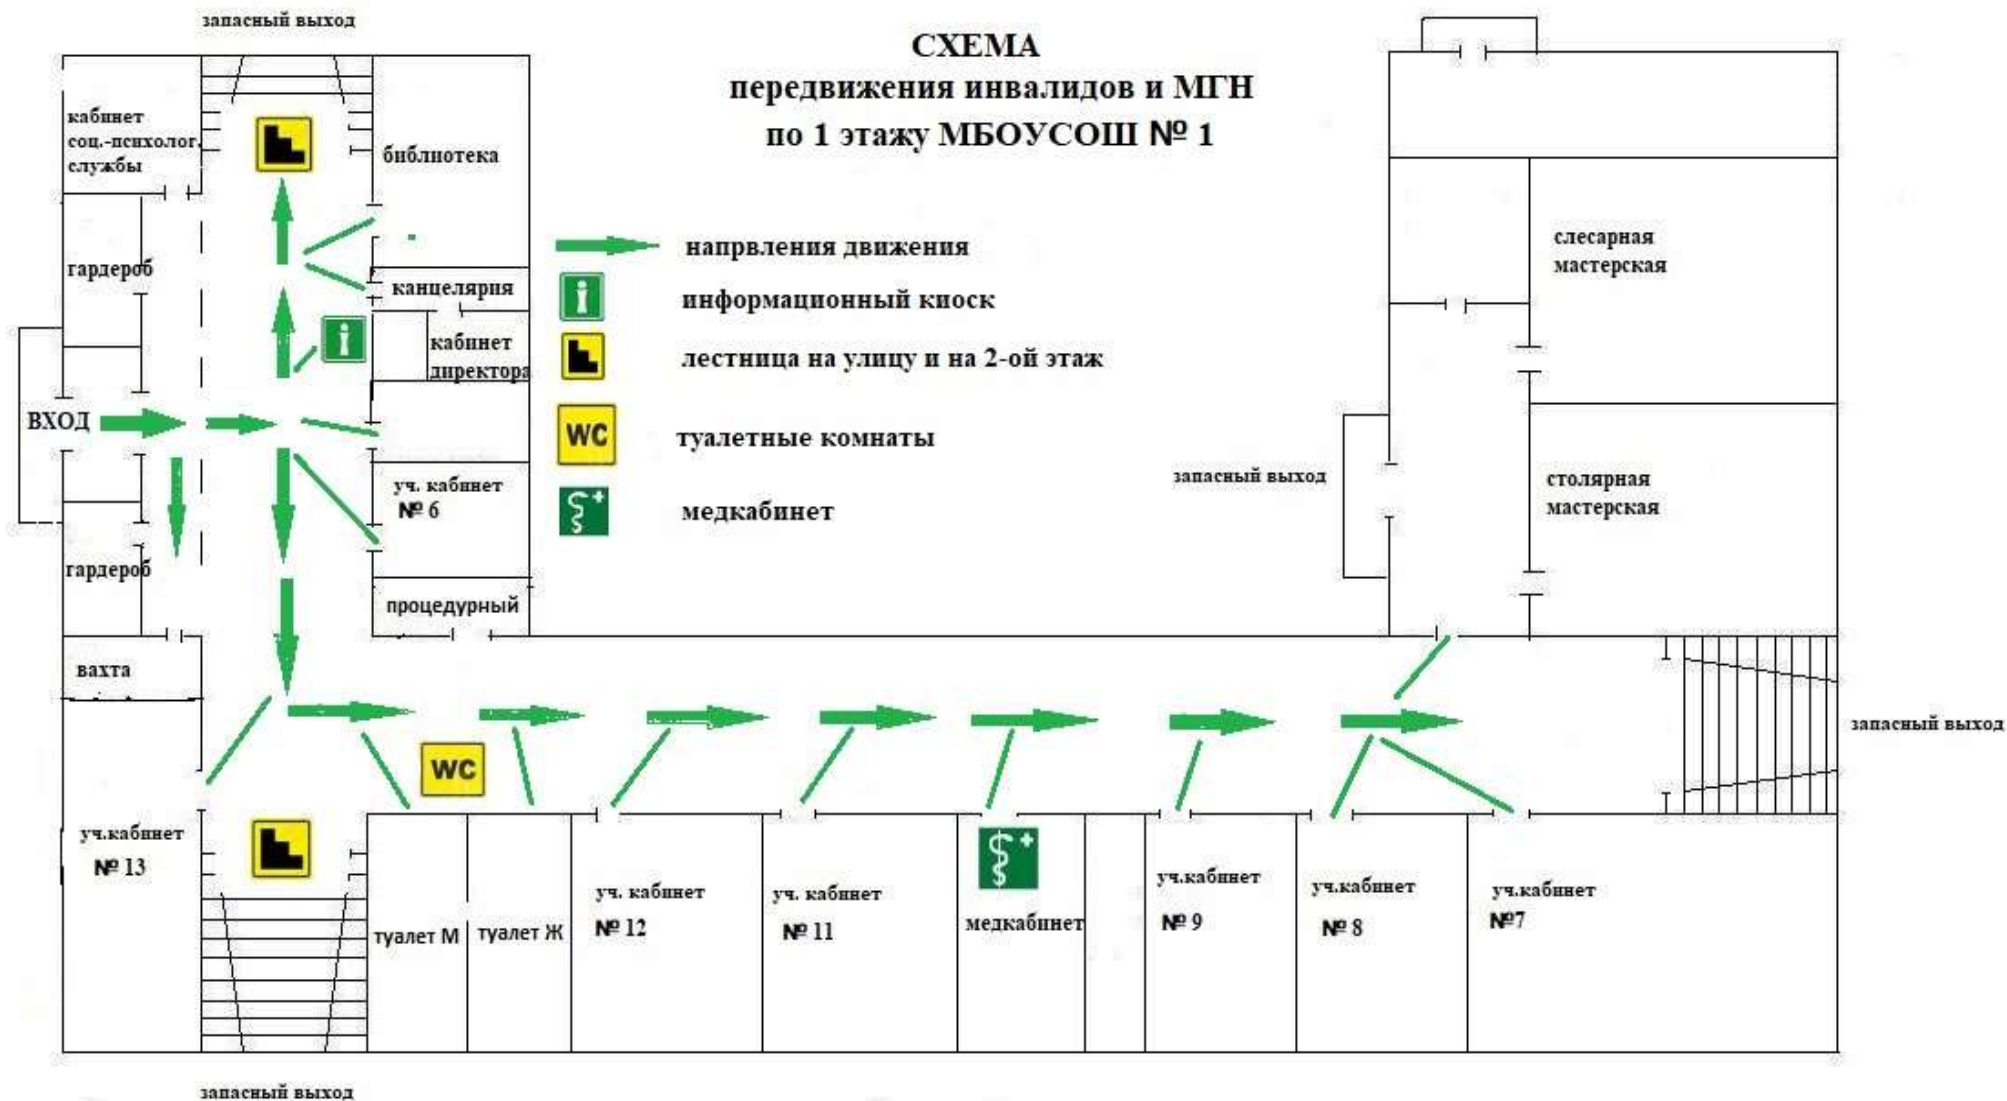 запасный выход
СХЕМА
передвижения инвалидов и МГН
по 1 этажу МБОУСОШ № 1
кабинет
соц.-психолог.
службы
библиотека
гардероб
канцелярия
кабинет
директора
ВХОД
уч. кабинет
№ 6
гардероб
процедурный
вахта
напрвления движения
i
информационный киоск
лестница на улицу и на 2-ой этаж
WC
туалетные комнаты
медкабинет
i
слесарная
мастерская
запасный выход
столярная
мастерская
запасный выход
WC
уч.кабинет
№ 13
туалет М
туалет Ж
уч. кабинет
№ 12
уч. кабинет
№ 11
медкабинет
уч.кабинет
№ 9
уч.кабинет
№ 8
уч.кабинет
№7
запасный выход